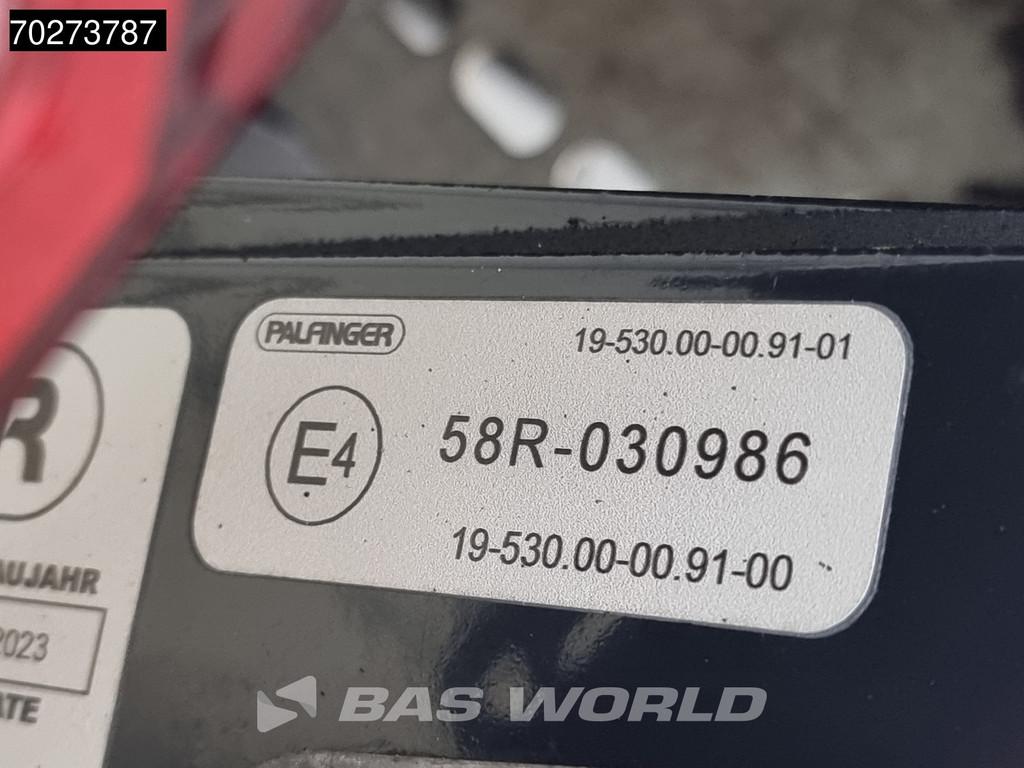 70273787
PALFINGER
19-530.00-00.91-01
E4
58R-030986
19-530.00-00.91-00
R
AUJAHR
2023
ATE
BAS WORLD